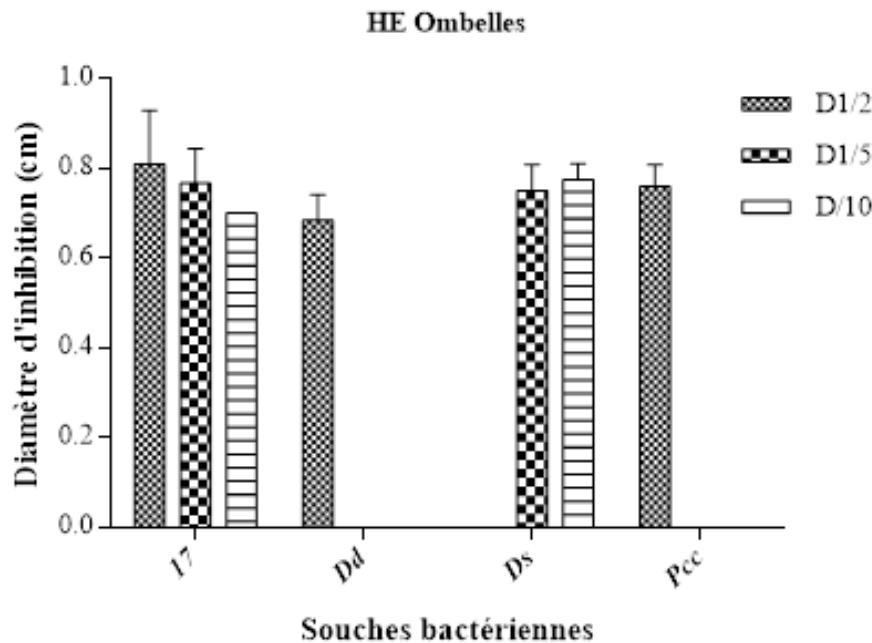 HE Ombelles
Diamètre d'inhibition (cm)
1.0
0.8
0.6
0.4
0.2
0.0
17
Dd
Ds
Pcc
Souches bactériennes
D1/2
D1/5
D/10